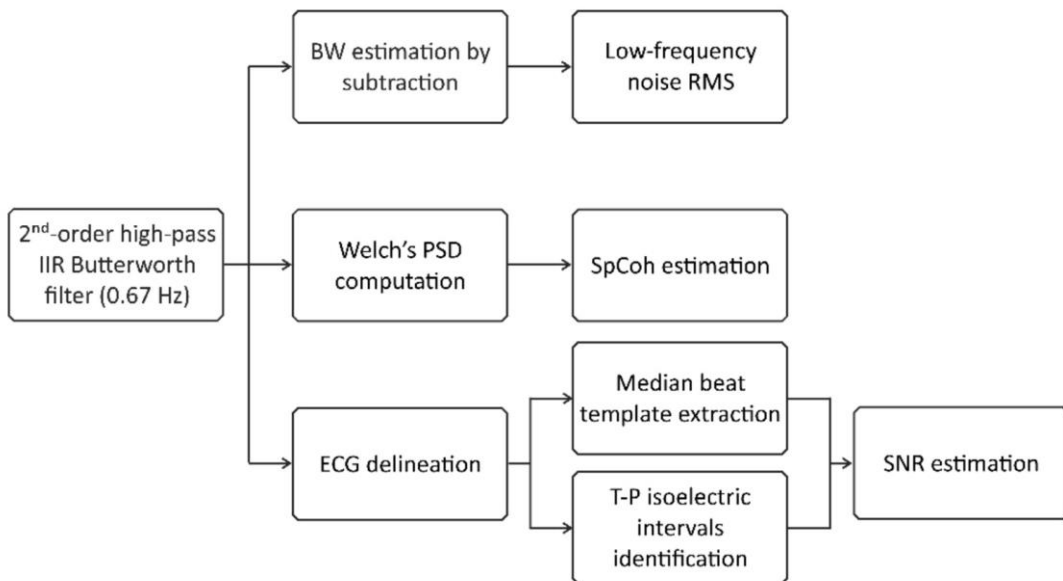 BW estimation by
subtraction
Low-frequency
noise RMS
2nd-order high-pass
IIR Butterworth
filter (0.67 Hz)
Welch's PSD
computation
SpCoh estimation
ECG delineation
Median beat
template extraction
T-P isoelectric
intervals
identification
SNR estimation